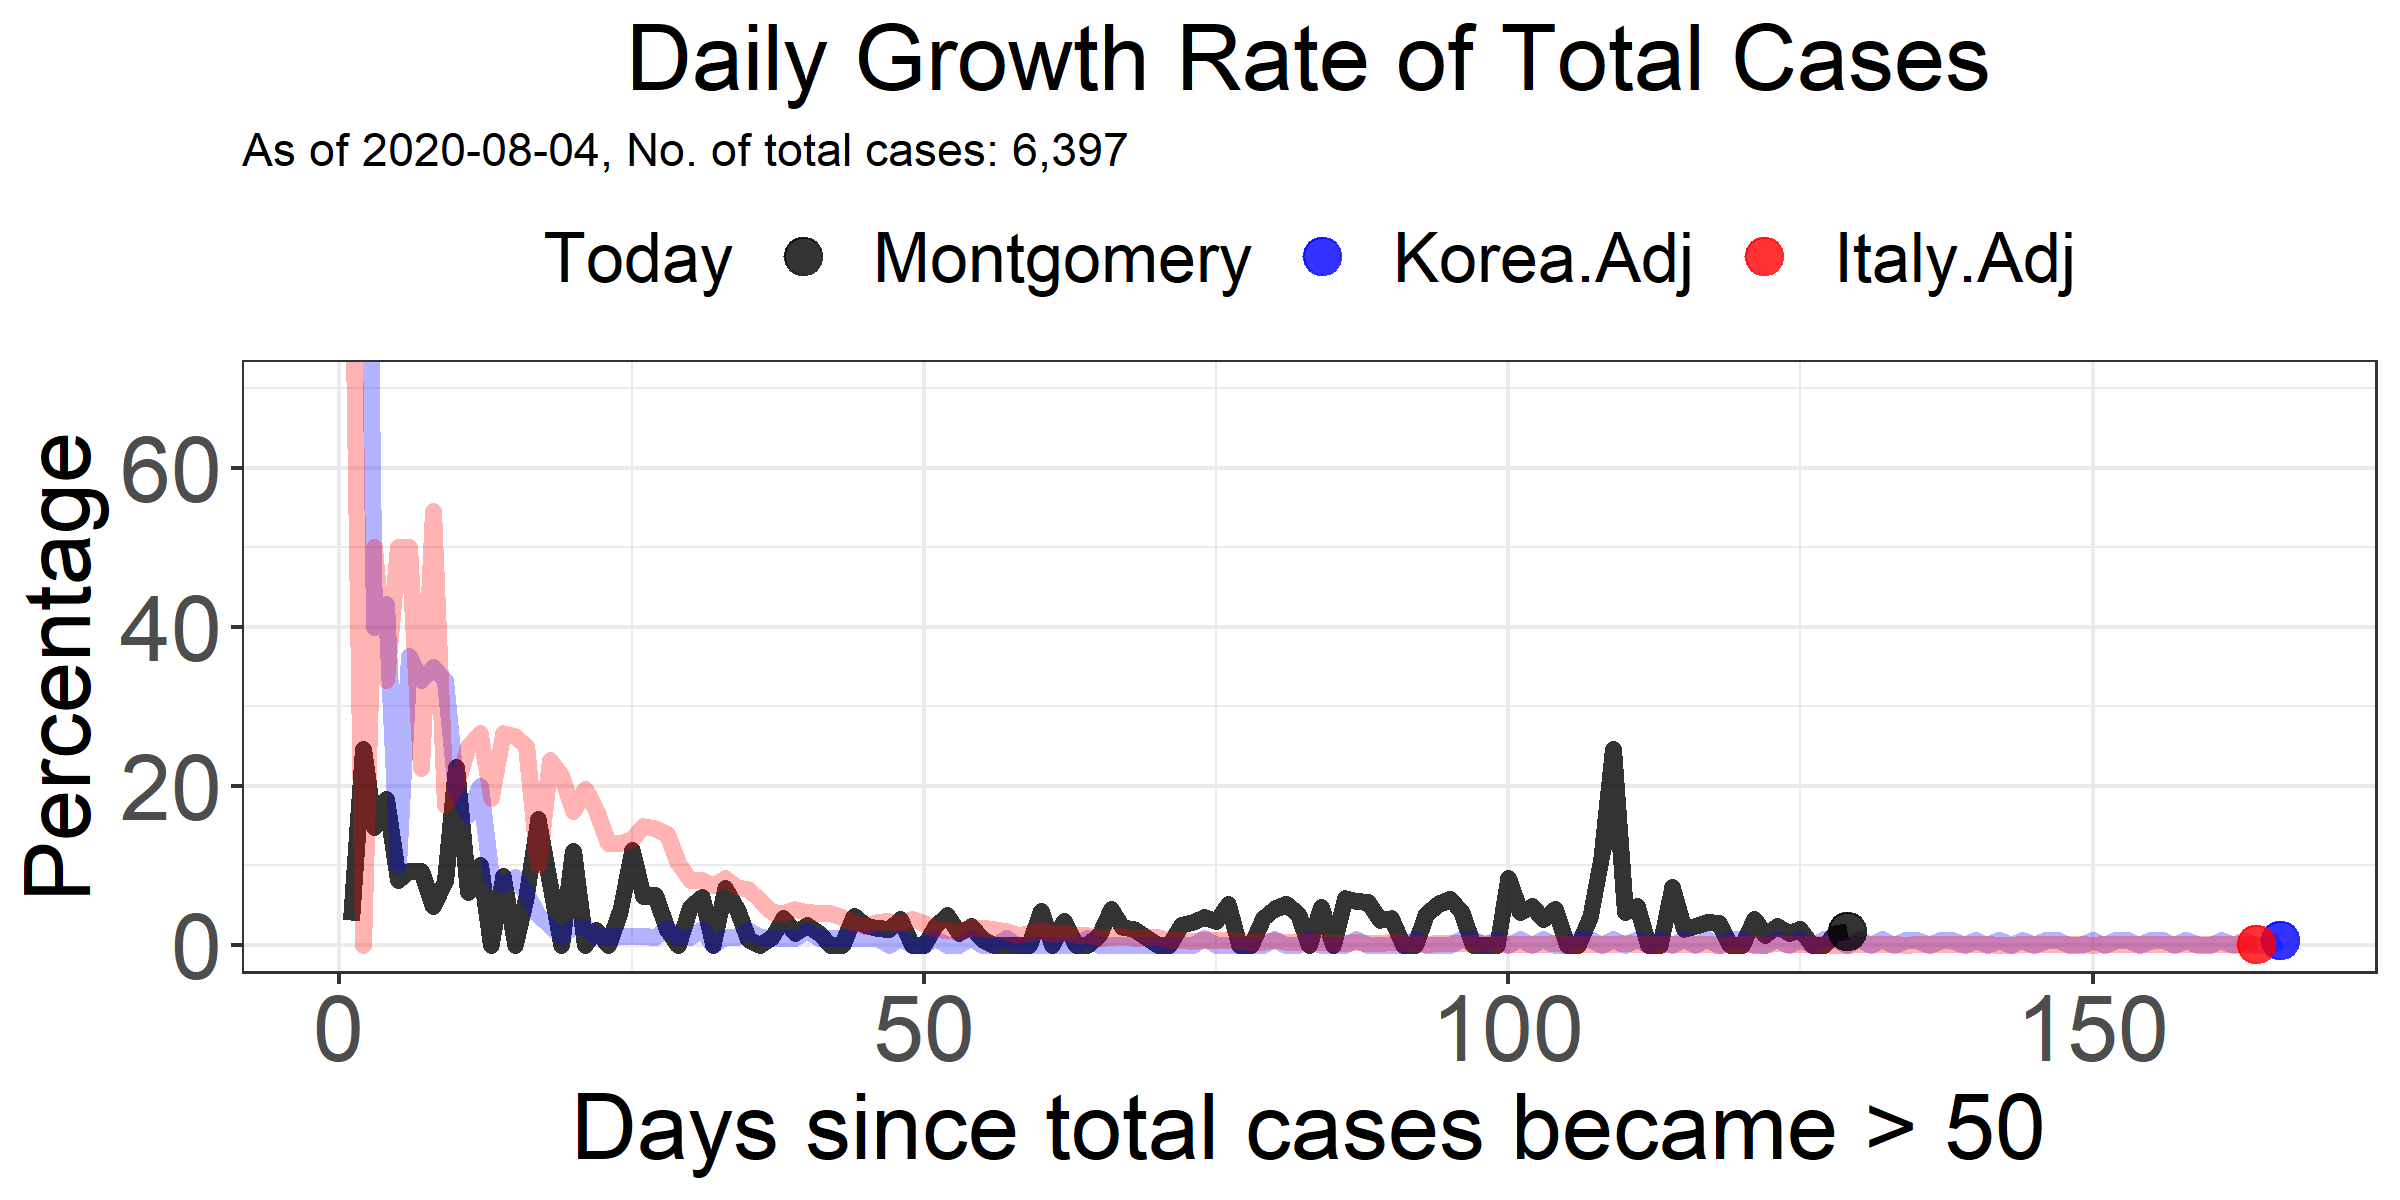 Daily Growth Rate of Total Cases
As of 2020-08-04, No. of total cases: 6,397
Today Montgomery Korea.Adj Italy.Adj
Percentage
60
40
20
0
0 50 100 150
Days since total cases became > 50